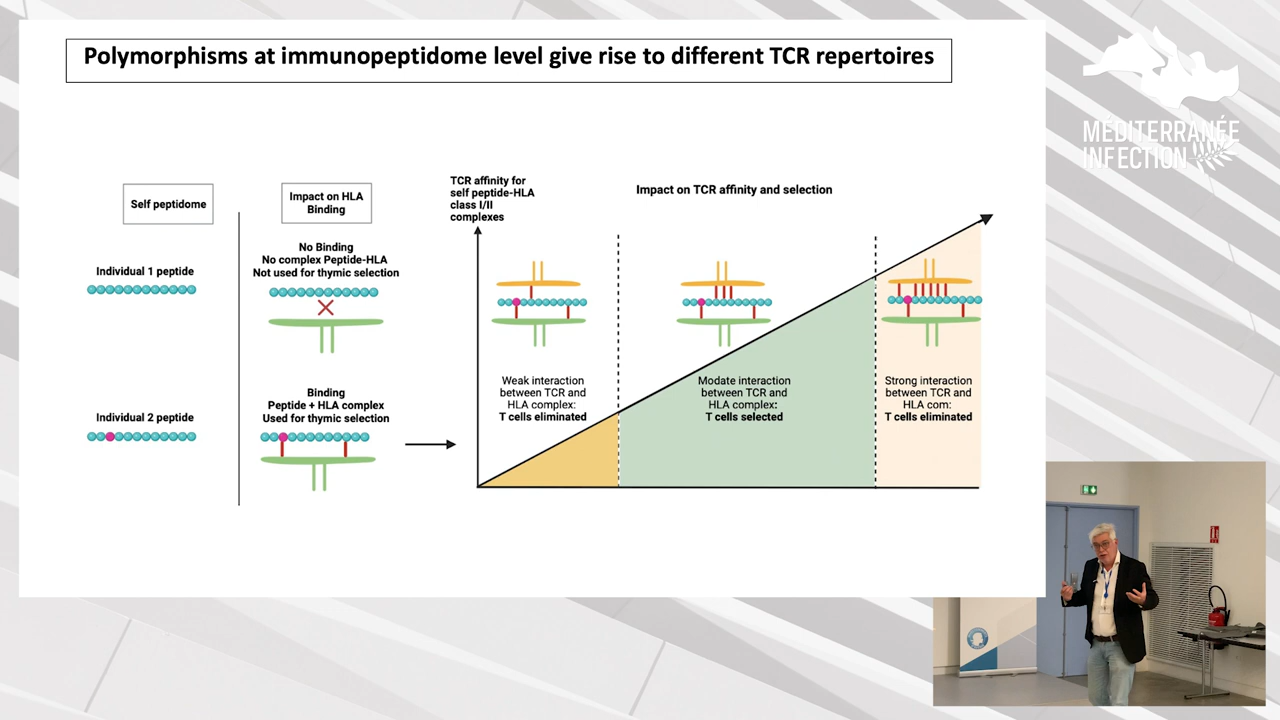 Polymorphisms at immunopeptidome level give rise to different TCR repertoires
MÉDITERRANÉE
INFECTION
Self peptidome
Impact on HLA
Binding
TCR affinity for
self peptide-HLA
class I/II
complexes
Impact on TCR affinity and selection
Individual 1 peptide
No Binding
No complex Peptide-HLA
Not used for thymic selection
Individual 2 peptide
Binding
Peptide + HLA complex
Used for thymic selection
Weak interaction
between TCR and
HLA complex:
T cells eliminated
Modate interaction
between TCR and
HLA complex:
T cells selected
Strong interaction
between TCR and
HLA com:
T cells eliminated